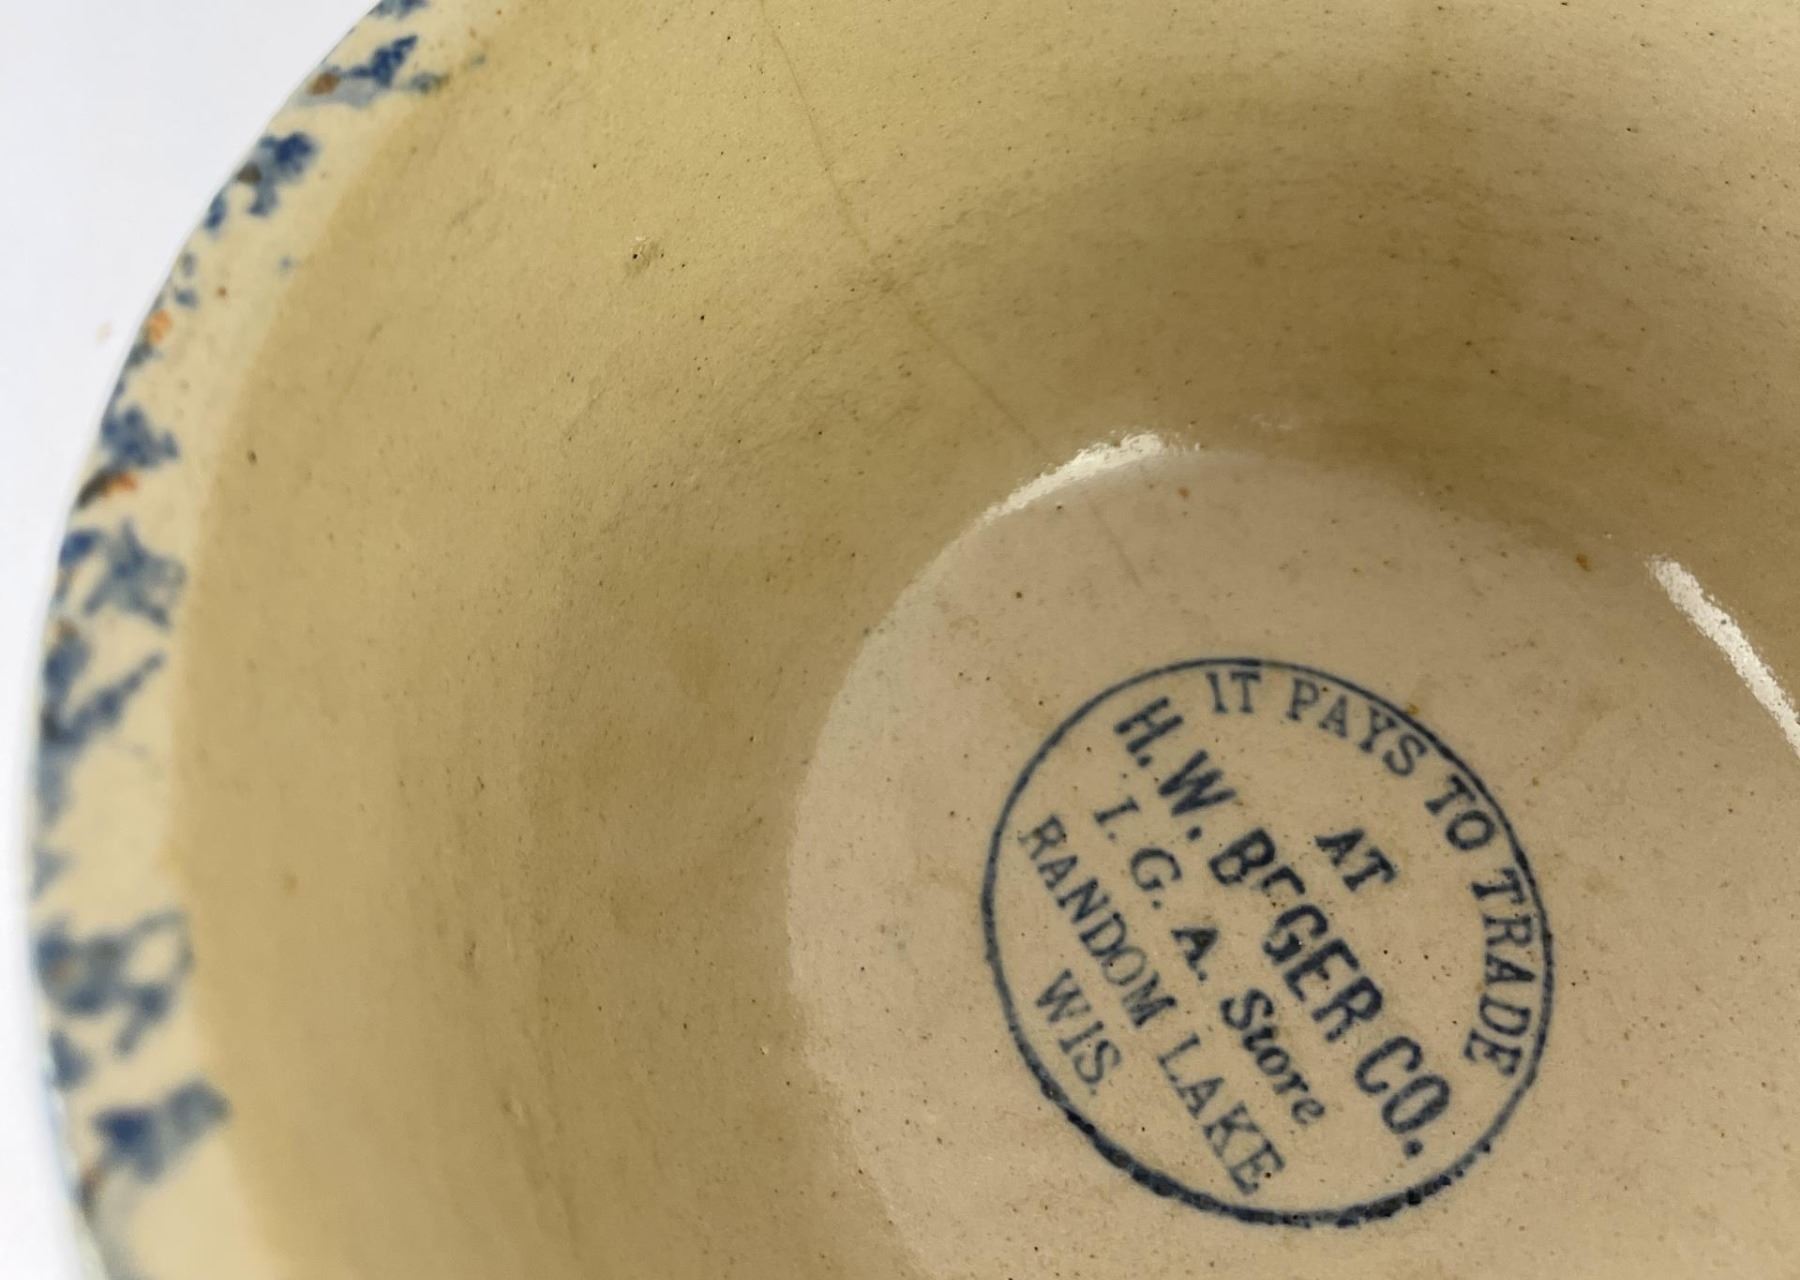 IT PAYS TO TRADE
AT
H. W. BEGER CO.
I. G. A. Store
RANDOM LAKE
WIS.